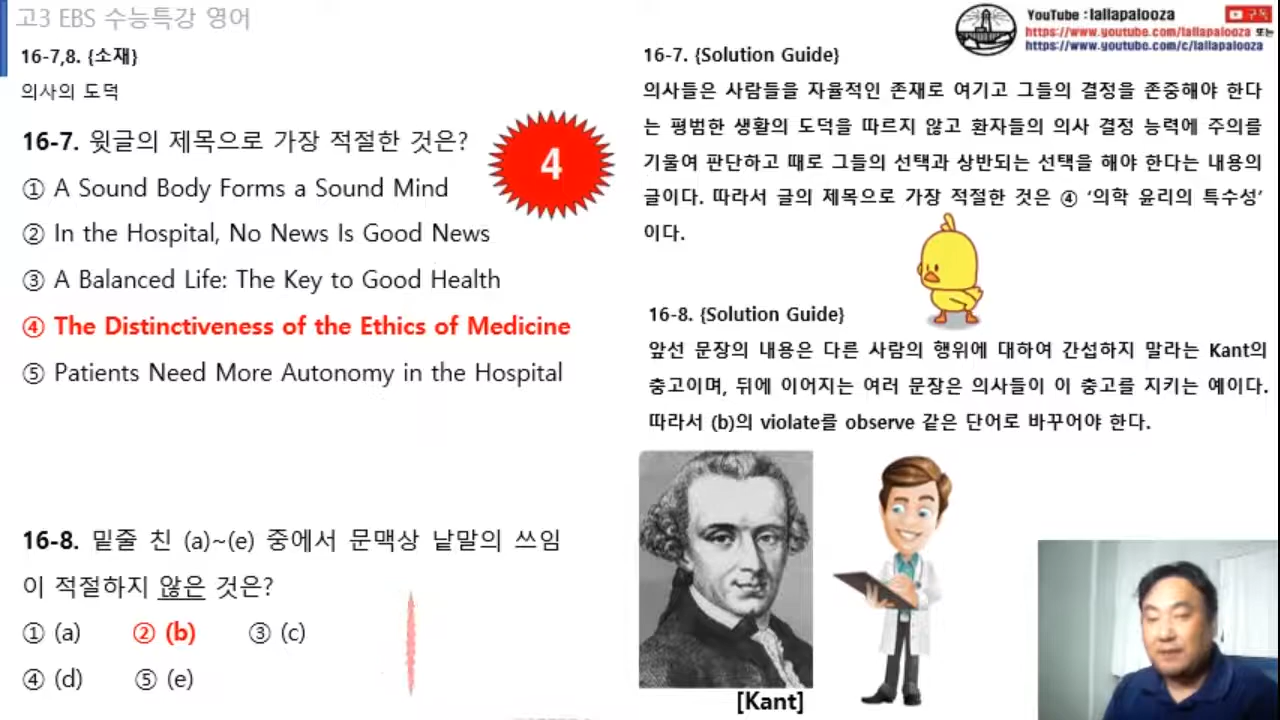 고3 EBS 수능특강 영어
YouTube : lallapalooza
구독
https://www.youtube.com/lallapalooza 또는
https://www.youtube.com/c/lallapalooza
16-7,8. {소재}
의사의 도덕
16-7. 윗글의 제목으로 가장 적절한 것은?
① A Sound Body Forms a Sound Mind
② In the Hospital, No News Is Good News
③ A Balanced Life: The Key to Good Health
④ The Distinctiveness of the Ethics of Medicine
⑤ Patients Need More Autonomy in the Hospital
4
16-8. 밑줄 친 (a)~(e) 중에서 문맥상 낱말의 쓰임
이 적절하지 않은 것은?
① (a) ② (b) ③ (c)
④ (d) ⑤ (e)
16-7. {Solution Guide}
의사들은 사람들을 자율적인 존재로 여기고 그들의 결정을 존중해야 한다
는 평범한 생활의 도덕을 따르지 않고 환자들의 의사 결정 능력에 주의를
기울여 판단하고 때로 그들의 선택과 상반되는 선택을 해야 한다는 내용의
글이다. 따라서 글의 제목으로 가장 적절한 것은 ④ ‘의학 윤리의 특수성’
이다.
16-8. {Solution Guide}
앞선 문장의 내용은 다른 사람의 행위에 대하여 간섭하지 말라는 Kant의
충고이며, 뒤에 이어지는 여러 문장은 의사들이 이 충고를 지키는 예이다.
따라서 (b)의 violate를 observe 같은 단어로 바꾸어야 한다.
[Kant]